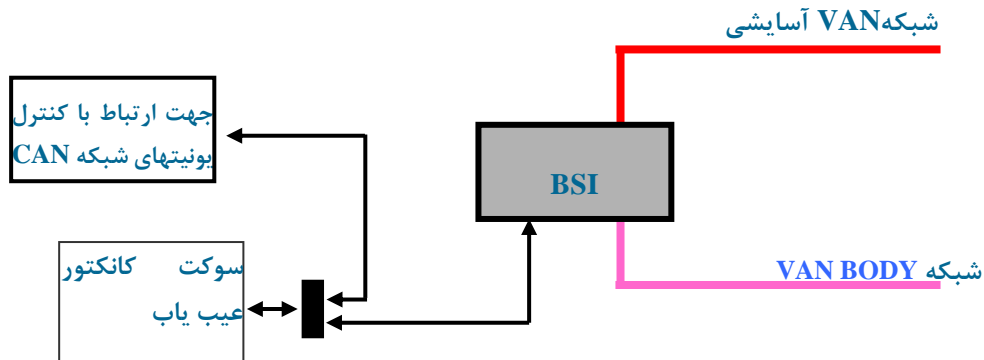 شبکهVAN آسایشی
جهت ارتباط با کنترل
یونیتهای شبکه CAN
BSI
سوکت کانکتور
عیب یاب
شبکه VAN BODY